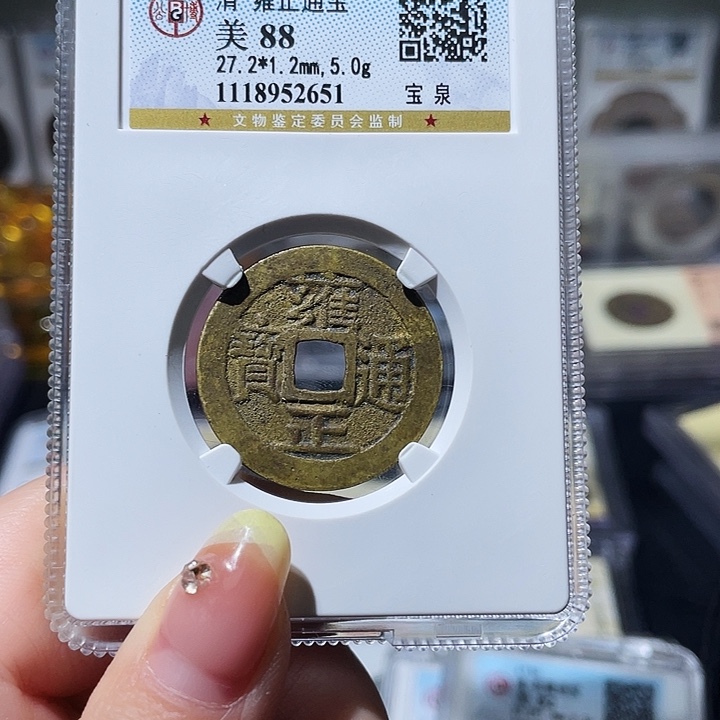 清 雍正通宝
美 88
27.2*1.2mm,5.0g
1118952651 宝泉
★ 文物鉴定委员会监制 ★
雍
寶 通
正